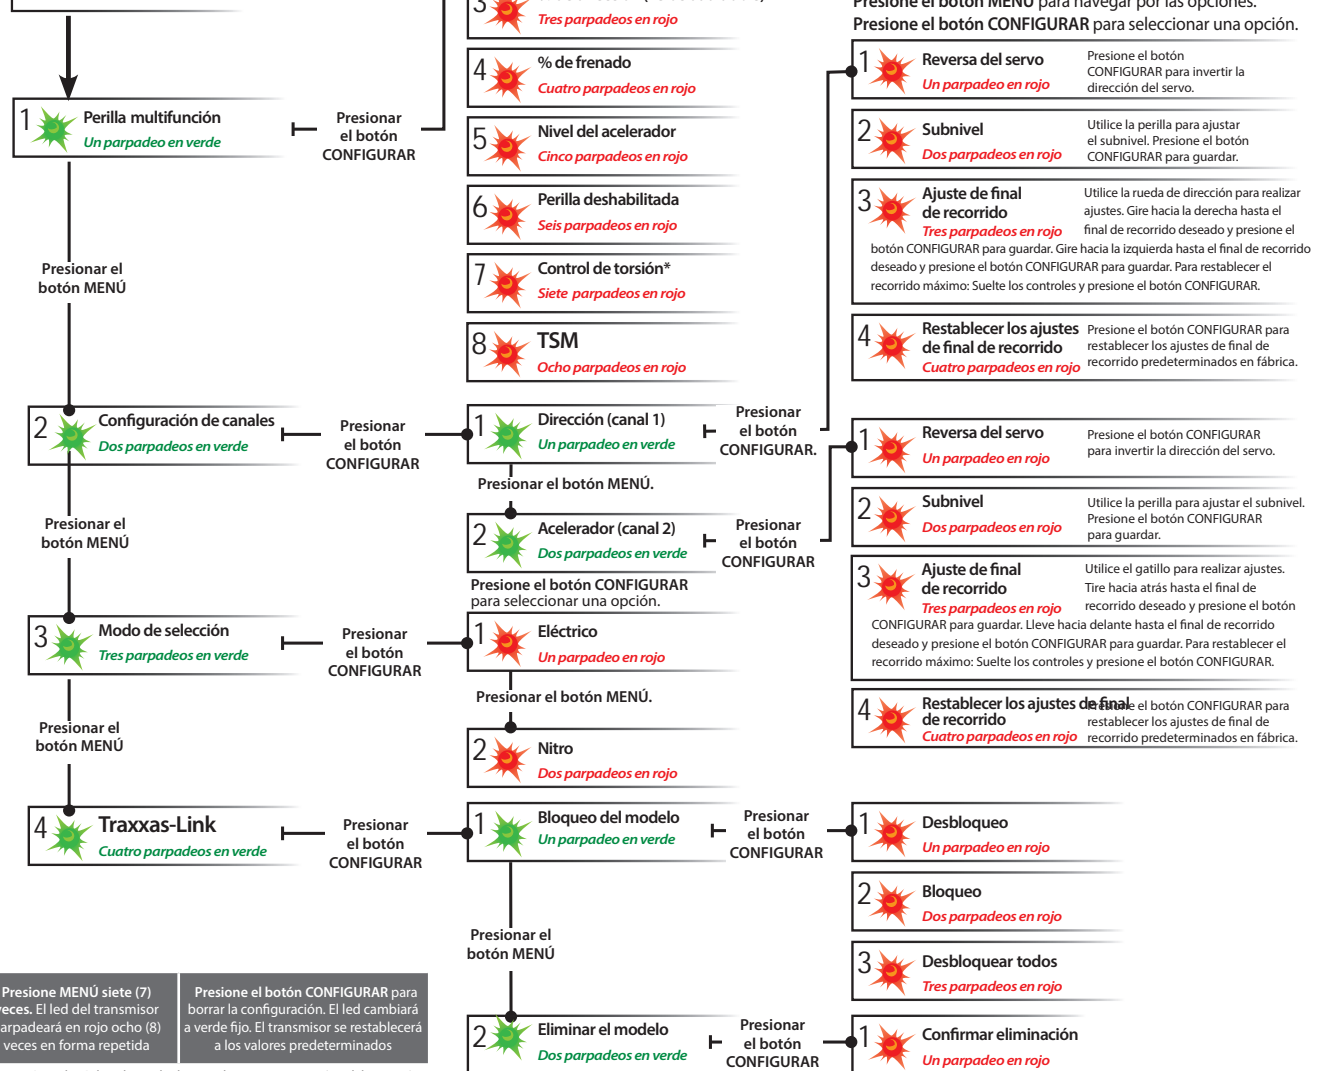 Tres parpadeos en rojo
Presione el botón MENÚ para navegar por las opciones.
Presione el botón CONFIGURAR para seleccionar una opción.
1
Perilla multifunción
Un parpadeo en verde
Presionar
el botón
CONFIGURAR
3
4
% de frenado
Cuatro parpadeos en rojo
5
Nivel del acelerador
Cinco parpadeos en rojo
6
Perilla deshabilitada
Seis parpadeos en rojo
7
Control de torsión*
Siete parpadeos en rojo
8
TSM
Ocho parpadeos en rojo
1
Reversa del servo
Un parpadeo en rojo
Presione el botón
CONFIGURAR para invertir la
dirección del servo.
2
Subnivel
Dos parpadeos en rojo
Utilice la perilla para ajustar
el subnivel. Presione el botón
CONFIGURAR para guardar.
3
Ajuste de final
de recorrido
Tres parpadeos en rojo
Utilice la rueda de dirección para realizar
ajustes. Gire hacia la derecha hasta el
final de recorrido deseado y presione el
botón CONFIGURAR para guardar. Gire hacia la izquierda hasta el final de recorrido
deseado y presione el botón CONFIGURAR para guardar. Para restablecer el
recorrido máximo: Suelte los controles y presione el botón CONFIGURAR.
4
Restablecer los ajustes
de final de recorrido
Cuatro parpadeos en rojo
Presione el botón CONFIGURAR para
restablecer los ajustes de final de
recorrido predeterminados en fábrica.
Presionar el
botón MENÚ
2
Configuración de canales
Dos parpadeos en verde
Presionar
el botón
CONFIGURAR
1
Dirección (canal 1)
Un parpadeo en verde
Presionar
el botón
CONFIGURAR.
Presionar el botón MENÚ.
2
Acelerador (canal 2)
Dos parpadeos en verde
Presionar
el botón
CONFIGURAR
1
Reversa del servo
Un parpadeo en rojo
Presione el botón CONFIGURAR
para invertir la dirección del servo.
2
Subnivel
Dos parpadeos en rojo
Utilice la perilla para ajustar el subnivel.
Presione el botón CONFIGURAR
para guardar.
3
Ajuste de final
de recorrido
Tres parpadeos en rojo
Utilice el gatillo para realizar ajustes.
Tire hacia atrás hasta el final de
recorrido deseado y presione el botón
CONFIGURAR para guardar. Lleve hacia delante hasta el final de recorrido
deseado y presione el botón CONFIGURAR para guardar. Para restablecer el
recorrido máximo: Suelte los controles y presione el botón CONFIGURAR.
4
Restablecer los ajustes de final
de recorrido
Cuatro parpadeos en rojo
Presione el botón CONFIGURAR para
restablecer los ajustes de final de
recorrido predeterminados en fábrica.
Presionar el
botón MENÚ
Presione el botón CONFIGURAR
para seleccionar una opción.
3
Modo de selección
Tres parpadeos en verde
Presionar
el botón
CONFIGURAR
1
Eléctrico
Un parpadeo en rojo
Presionar el botón MENÚ.
2
Nitro
Dos parpadeos en rojo
Presionar el
botón MENÚ
4
Traxxas-Link
Cuatro parpadeos en verde
Presionar
el botón
CONFIGURAR
1
Bloqueo del modelo
Un parpadeo en verde
Presionar
el botón
CONFIGURAR
1
Desbloqueo
Un parpadeo en rojo
2
Bloqueo
Dos parpadeos en rojo
3
Desbloquear todos
Tres parpadeos en rojo
Presionar el
botón MENÚ
2
Eliminar el modelo
Dos parpadeos en verde
Presionar
el botón
CONFIGURAR
1
Confirmar eliminación
Un parpadeo en rojo
Presione MENÚ siete (7)
veces. El led del transmisor
parpadeará en rojo ocho (8)
veces en forma repetida
Presione el botón CONFIGURAR para
borrar la configuración. El led cambiará
a verde fijo. El transmisor se restablecerá
a los valores predeterminados